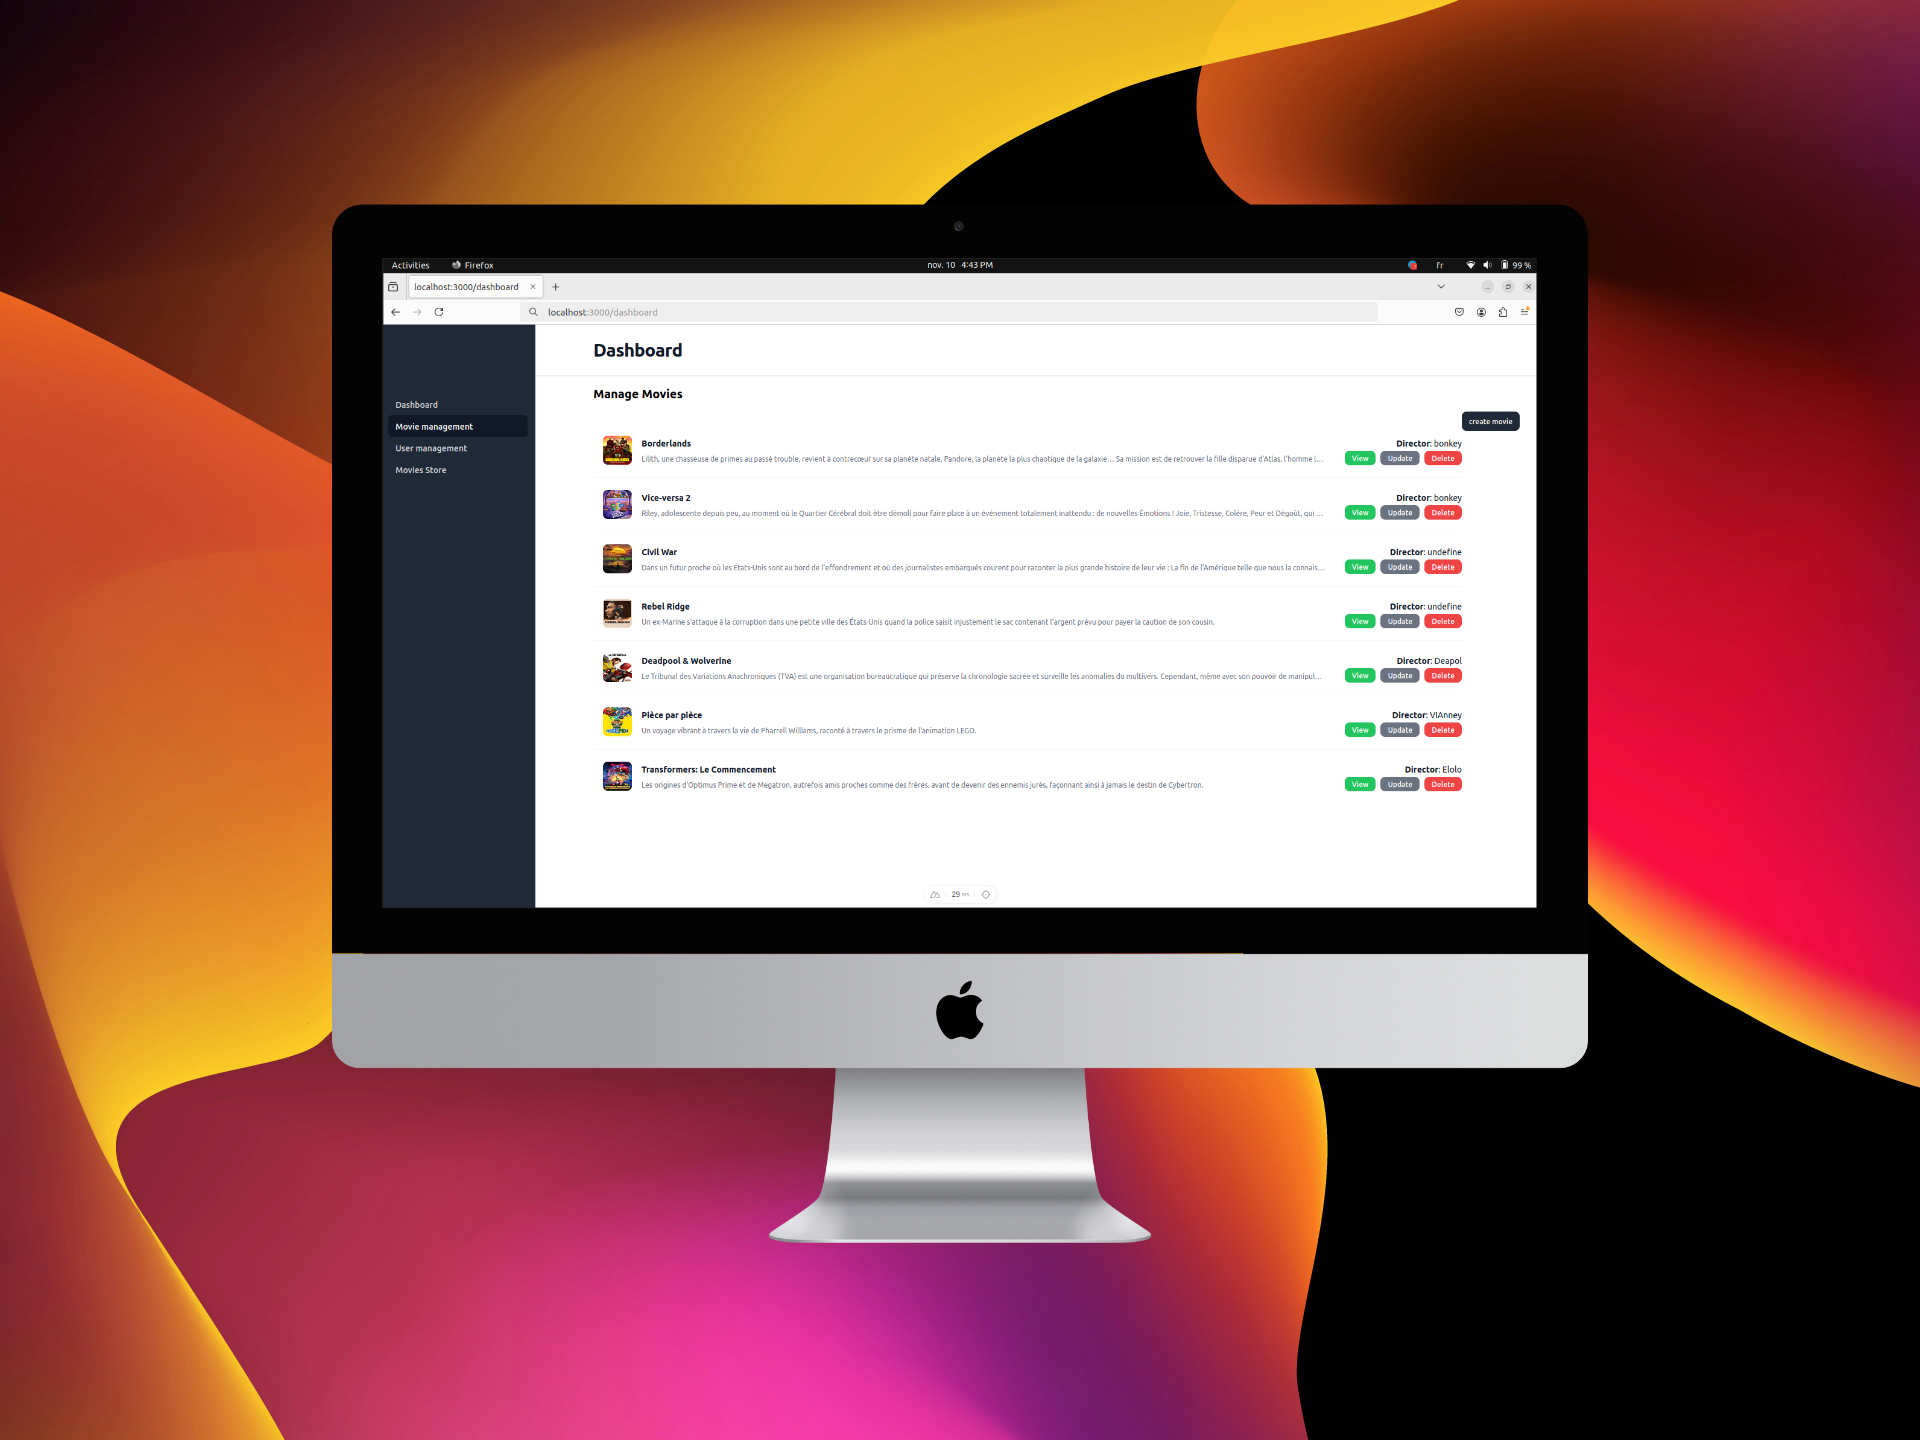 Activities Firefox nov. 10 4:43 PM fr 99 %
localhost:3000/dashboard
localhost:3000/dashboard
Dashboard
Movie management
User management
Movies Store
Dashboard
Manage Movies
create movie
Borderlands Director: bonkey
Lilith, une chasseuse de primes au passé trouble, revient à contrecœur sur sa planète natale, Pandore, la planète la plus chaotique de la galaxie... Sa mission est de retrouver la fille disparue d'Atlas, l'homme l... View Update Delete
Vice-versa 2 Director: bonkey
Riley, adolescente depuis peu, au moment où le Quartier Cérébral doit être démoli pour faire place à un événement totalement inattendu : de nouvelles Émotions ! Joie, Tristesse, Colère, Peur et Dégoût, qui ... View Update Delete
Civil War Director: undefine
Dans un futur proche où les États-Unis sont au bord de l'effondrement et où des journalistes embarqués courent pour raconter la plus grande histoire de leur vie : La fin de l'Amérique telle que nous la connais... View Update Delete
Rebel Ridge Director: undefine
Un ex-Marine s'attaque à la corruption dans une petite ville des États-Unis quand la police saisit injustement le sac contenant l'argent prévu pour payer la caution de son cousin. View Update Delete
Deadpool & Wolverine Director: Deapol
Le Tribunal des Variations Anachroniques (TVA) est une organisation bureaucratique qui préserve la chronologie sacrée et surveille les anomalies du multivers. Cependant, même avec son pouvoir de manipul... View Update Delete
Pièce par pièce Director: VIAnney
Un voyage vibrant à travers la vie de Pharrell Williams, raconté à travers le prisme de l'animation LEGO. View Update Delete
Transformers: Le Commencement Director: Elolo
Les origines d'Optimus Prime et de Megatron, autrefois amis proches comme des frères, avant de devenir des ennemis jurés, façonnant ainsi à jamais le destin de Cybertron. View Update Delete
29 ms